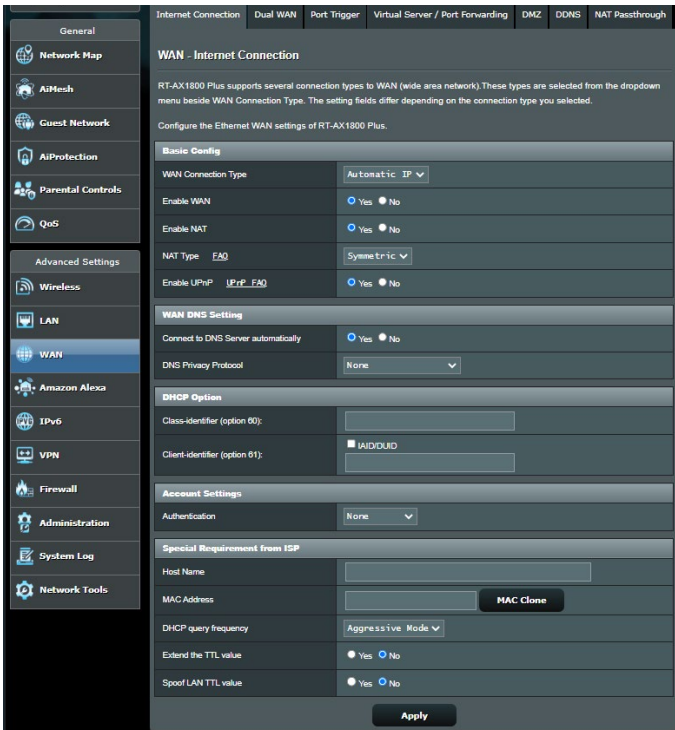 Internet Connection Dual WAN Port Trigger Virtual Server / Port Forwarding DMZ DDNS NAT Passthrough
General
Network Map
AiMesh
Guest Network
AiProtection
Parental Controls
QoS
Advanced Settings
Wireless
LAN
WAN
Amazon Alexa
IPv6
VPN
Firewall
Administration
System Log
Network Tools
WAN - Internet Connection
RT-AX1800 Plus supports several connection types to WAN (wide area network).These types are selected from the dropdown
menu beside WAN Connection Type. The setting fields differ depending on the connection type you selected.
Configure the Ethernet WAN settings of RT-AX1800 Plus.
Basic Config
WAN Connection Type Automatic IP
Enable WAN Yes No
Enable NAT Yes No
NAT Type FAQ Symmetric
Enable UPnP UPnP FAQ Yes No
WAN DNS Setting
Connect to DNS Server automatically Yes No
DNS Privacy Protocol None
DHCP Option
Class-identifier (option 60):
IAID/DUID
Client-identifier (option 61):
Account Settings
Authentication None
Special Requirement from ISP
Host Name
MAC Address MAC Clone
DHCP query frequency Aggressive Mode
Extend the TTL value Yes No
Spoof LAN TTL value Yes No
Apply